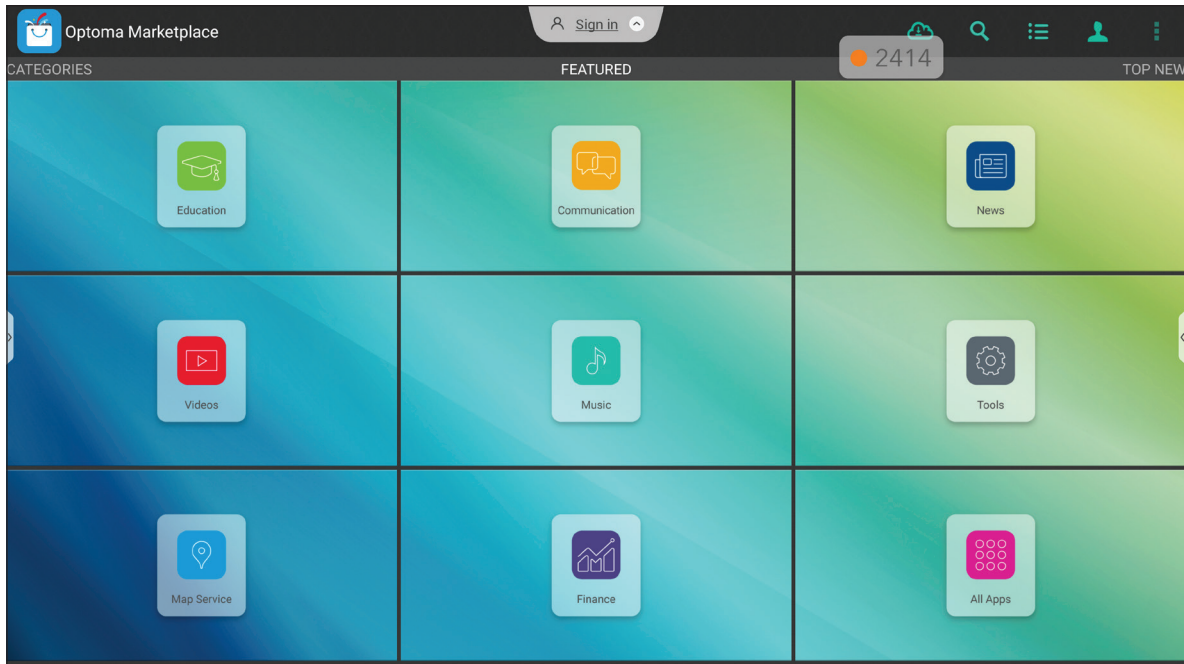 Optoma Marketplace
Sign in
2414
CATEGORIES FEATURED TOP NEW
Education Communication News
Videos Music Tools
Map Service Finance All Apps